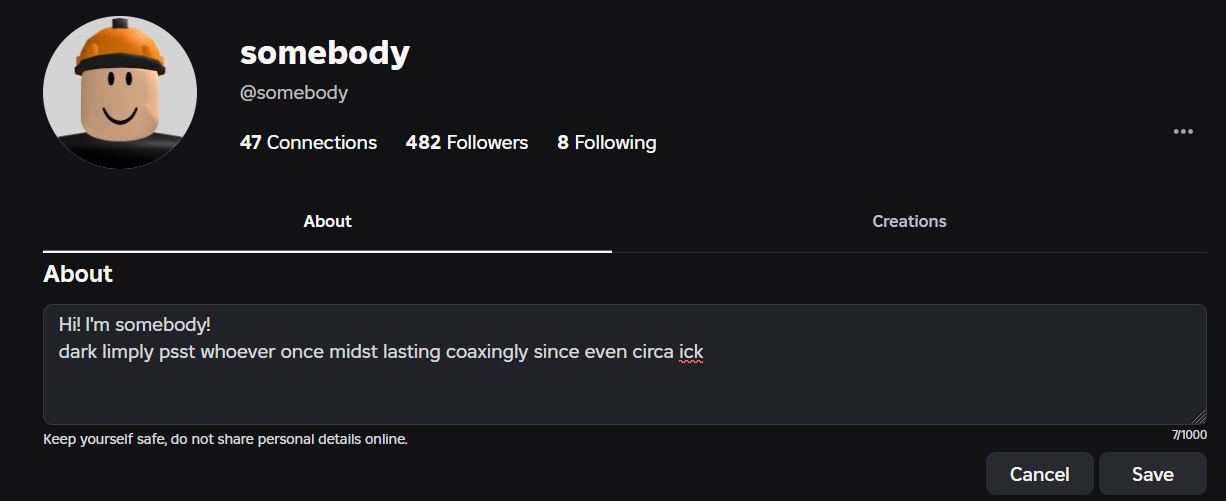 somebody
@somebody
47 Connections 482 Followers 8 Following
About Creations
About
Hi! I'm somebody!
dark limply psst whoever once midst lasting coaxingly since even circa ick
Keep yourself safe, do not share personal details online.
7/1000
Cancel Save